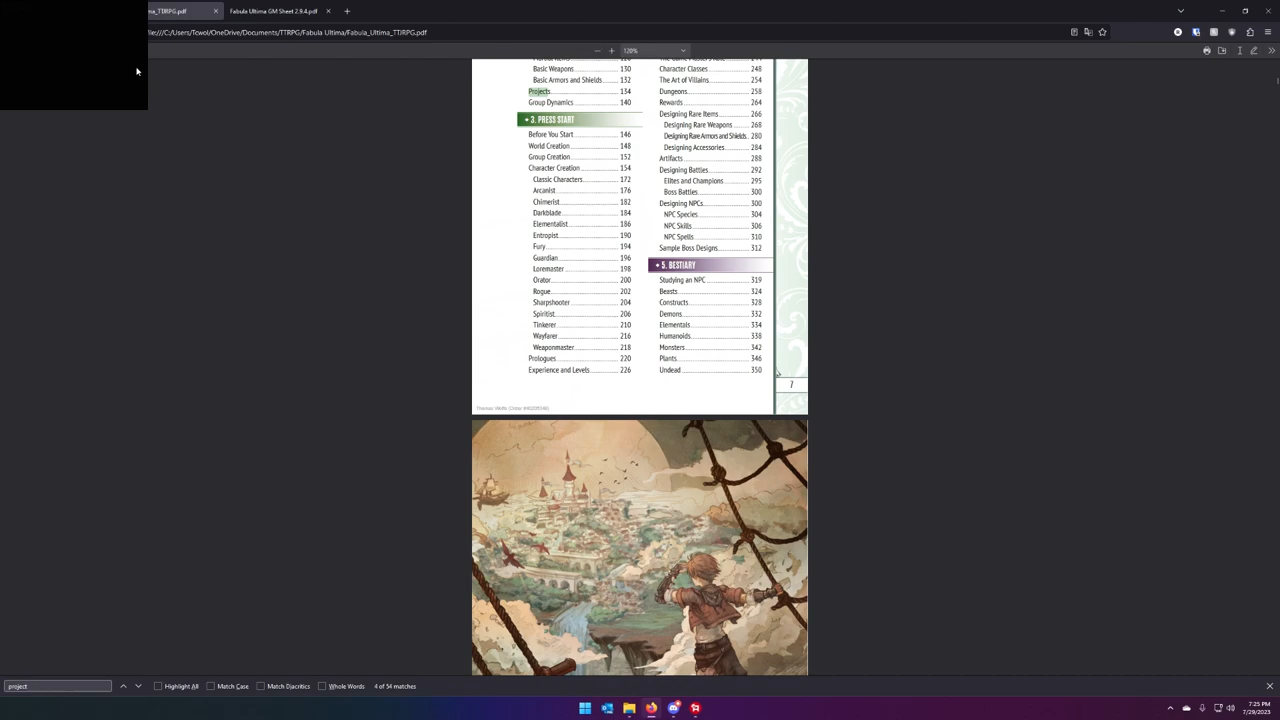 _TTJRPG.pdf
Fabula Ultima GM Sheet 2.9.4.pdf
ile:///C:/Users/Tcwol/OneDrive/Documents/TTRPG/Fabula Ultima/Fabula_Ultima_TTJRPG.pdf
120%
Basic Weapons 130
Basic Armors and Shields 132
Projects 134
Group Dynamics 140
3. PRESS START
Before You Start 146
World Creation 148
Group Creation 152
Character Creation 154
Classic Characters 172
Arcanist 176
Chimerist 182
Darkblade 184
Elementalist 186
Entropist 190
Fury 194
Guardian 196
Loremaster 198
Orator 200
Rogue 202
Sharpshooter 204
Spiritist 206
Tinkerer 210
Wayfarer 216
Weaponmaster 218
Prologues 220
Experience and Levels 226
Character Classes 248
The Art of Villains 254
Dungeons 258
Rewards 264
Designing Rare Items 266
Designing Rare Weapons 268
Designing Rare Armors and Shields 280
Designing Accessories 284
Artifacts 288
Designing Battles 292
Elites and Champions 295
Boss Battles 300
Designing NPCs 300
NPC Species 304
NPC Skills 306
NPC Spells 310
Sample Boss Designs 312
5. BESTIARY
Studying an NPC 319
Beasts 324
Constructs 328
Demons 332
Elementals 334
Humanoids 338
Monsters 342
Plants 346
Undead 350
7
project
Highlight All
Match Case
Match Diacritics
Whole Words
4 of 54 matches
7:25 PM
7/29/2023